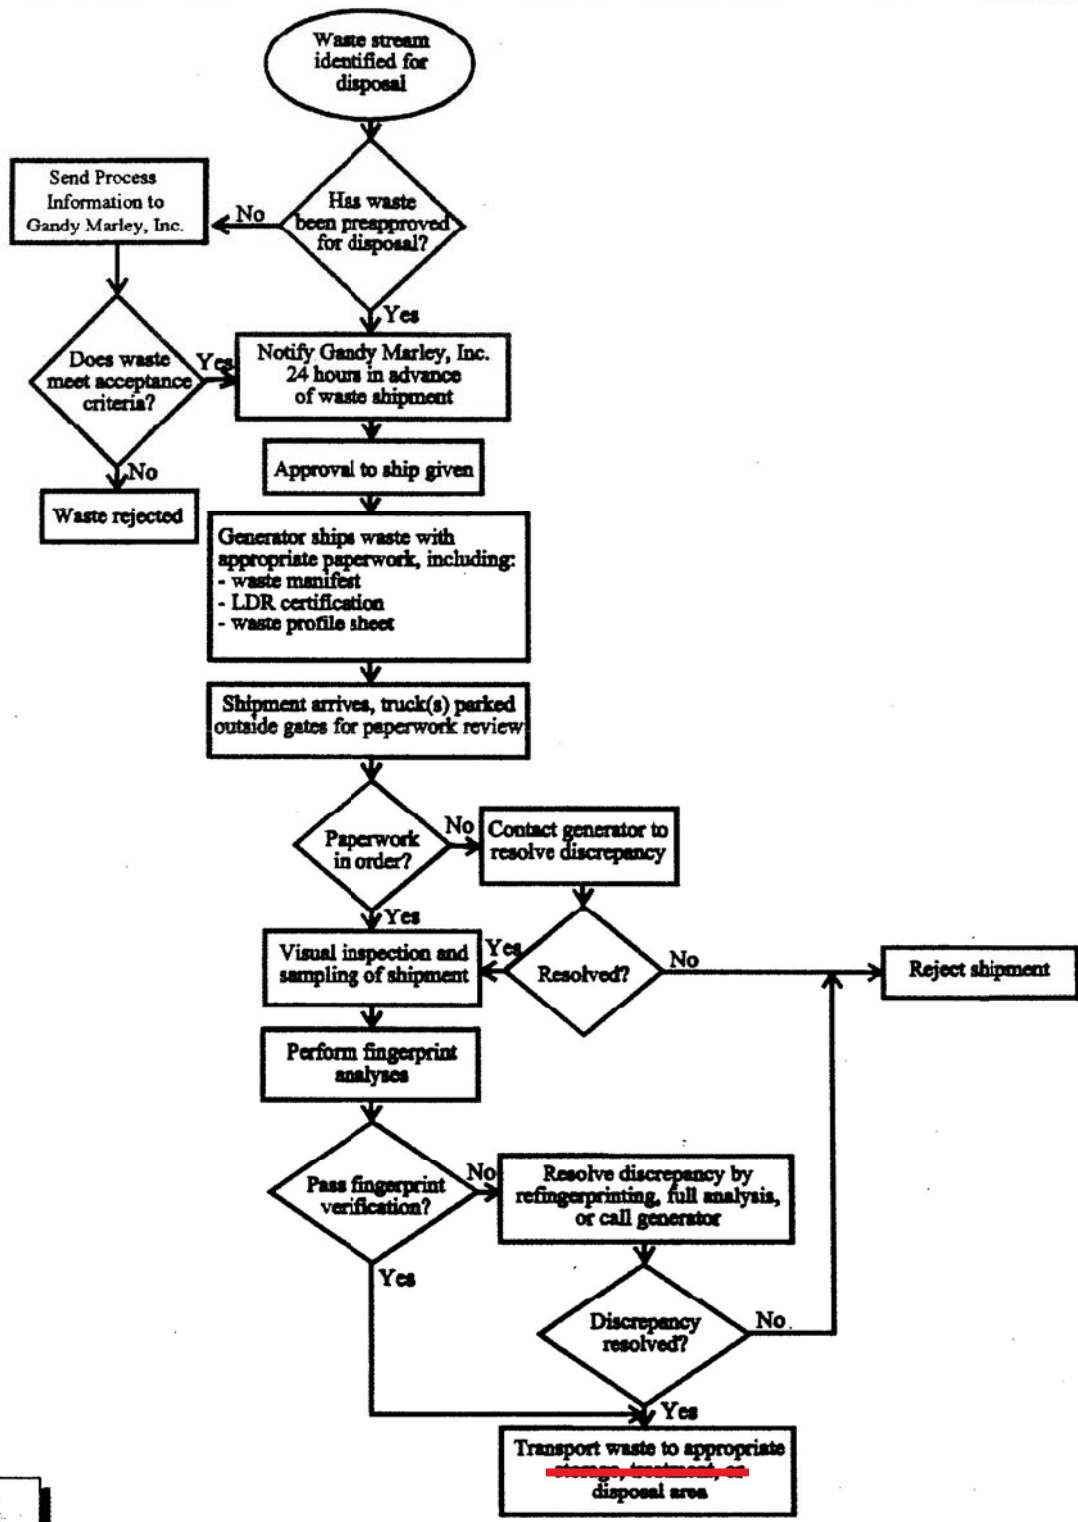 Waste stream
identified for
disposal
Send Process
Information to
Gandy Marley, Inc.
No
Has waste
been preapproved
for disposal?
Yes
Does waste
meet acceptance
criteria?
Yes
Notify Gandy Marley, Inc.
24 hours in advance
of waste shipment
No
Waste rejected
Approval to ship given
Generator ships waste with
appropriate paperwork, including:
- waste manifest
- LDR certification
- waste profile sheet
Shipment arrives, truck(s) parked
outside gates for paperwork review
Paperwork
in order?
No
Contact generator to
resolve discrepancy
Yes
Visual inspection and
sampling of shipment
Yes
Resolved?
No
Reject shipment
Perform fingerprint
analyses
Pass fingerprint
verification?
No
Resolve discrepancy by
refingerprinting, full analysis,
or call generator
Yes
Discrepancy
resolved?
No
Yes
Transport waste to appropriate
storage, treatment, or
disposal area